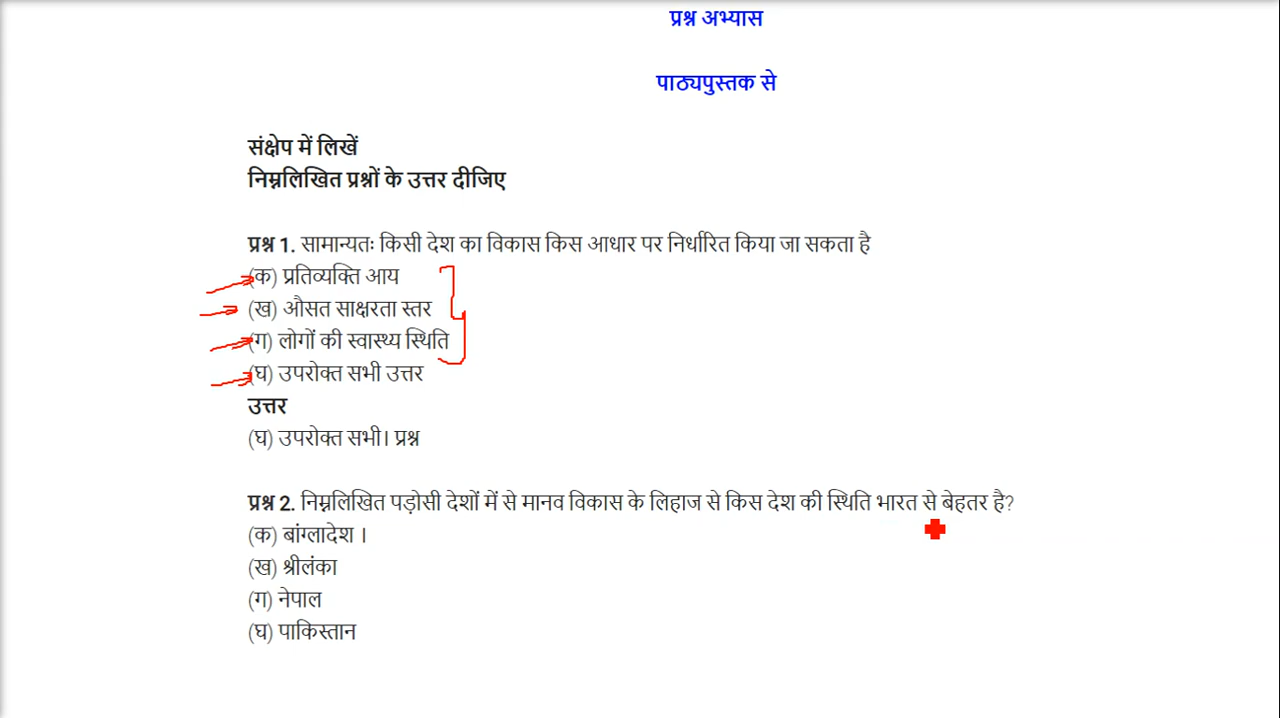 प्रश्न अभ्यास
पाठ्यपुस्तक से
संक्षेप में लिखें
निम्नलिखित प्रश्नों के उत्तर दीजिए
प्रश्न 1. सामान्यतः किसी देश का विकास किस आधार पर निर्धारित किया जा सकता है
(क) प्रतिव्यक्ति आय
(ख) औसत साक्षरता स्तर
(ग) लोगों की स्वास्थ्य स्थिति
(घ) उपरोक्त सभी उत्तर
उत्तर
(घ) उपरोक्त सभी। प्रश्न
प्रश्न 2. निम्नलिखित पड़ोसी देशों में से मानव विकास के लिहाज से किस देश की स्थिति भारत से बेहतर है?
(क) बांग्लादेश ।
(ख) श्रीलंका
(ग) नेपाल
(घ) पाकिस्तान